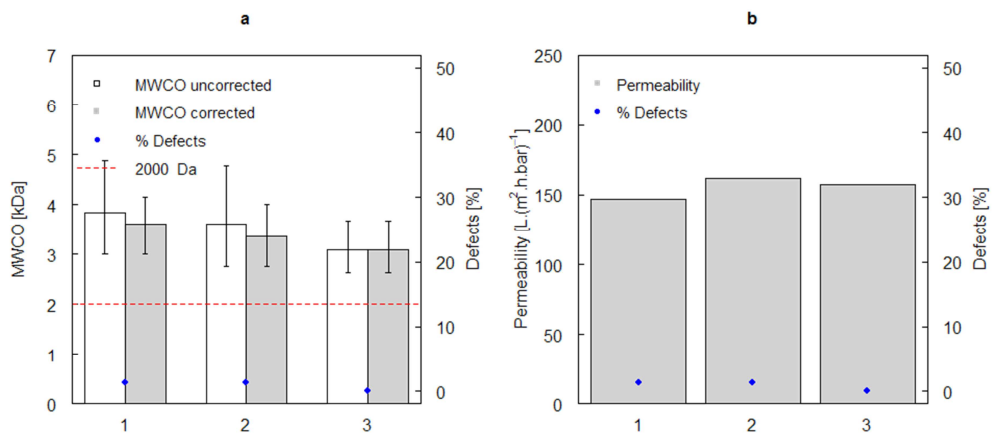 a
7
6
5
4
3
2
1
0
MWCO [kDa]
MWCO uncorrected
MWCO corrected
% Defects
2000 Da
50
40
30
20
10
0
Defects [%]
1 2 3
b
250
200
150
100
50
0
Permeability [L.(m².h.bar)⁻¹]
Permeability
% Defects
50
40
30
20
10
0
Defects [%]
1 2 3